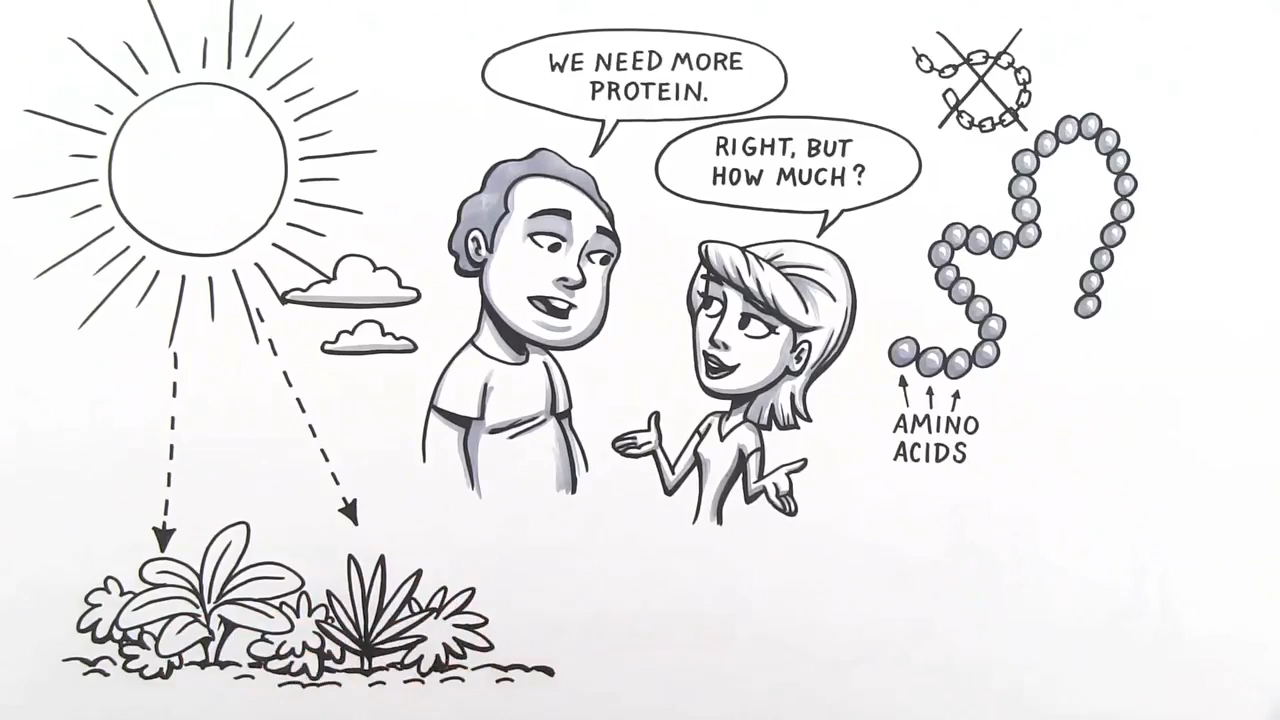 WE NEED MORE
PROTEIN.
RIGHT, BUT
HOW MUCH?
AMINO
ACIDS